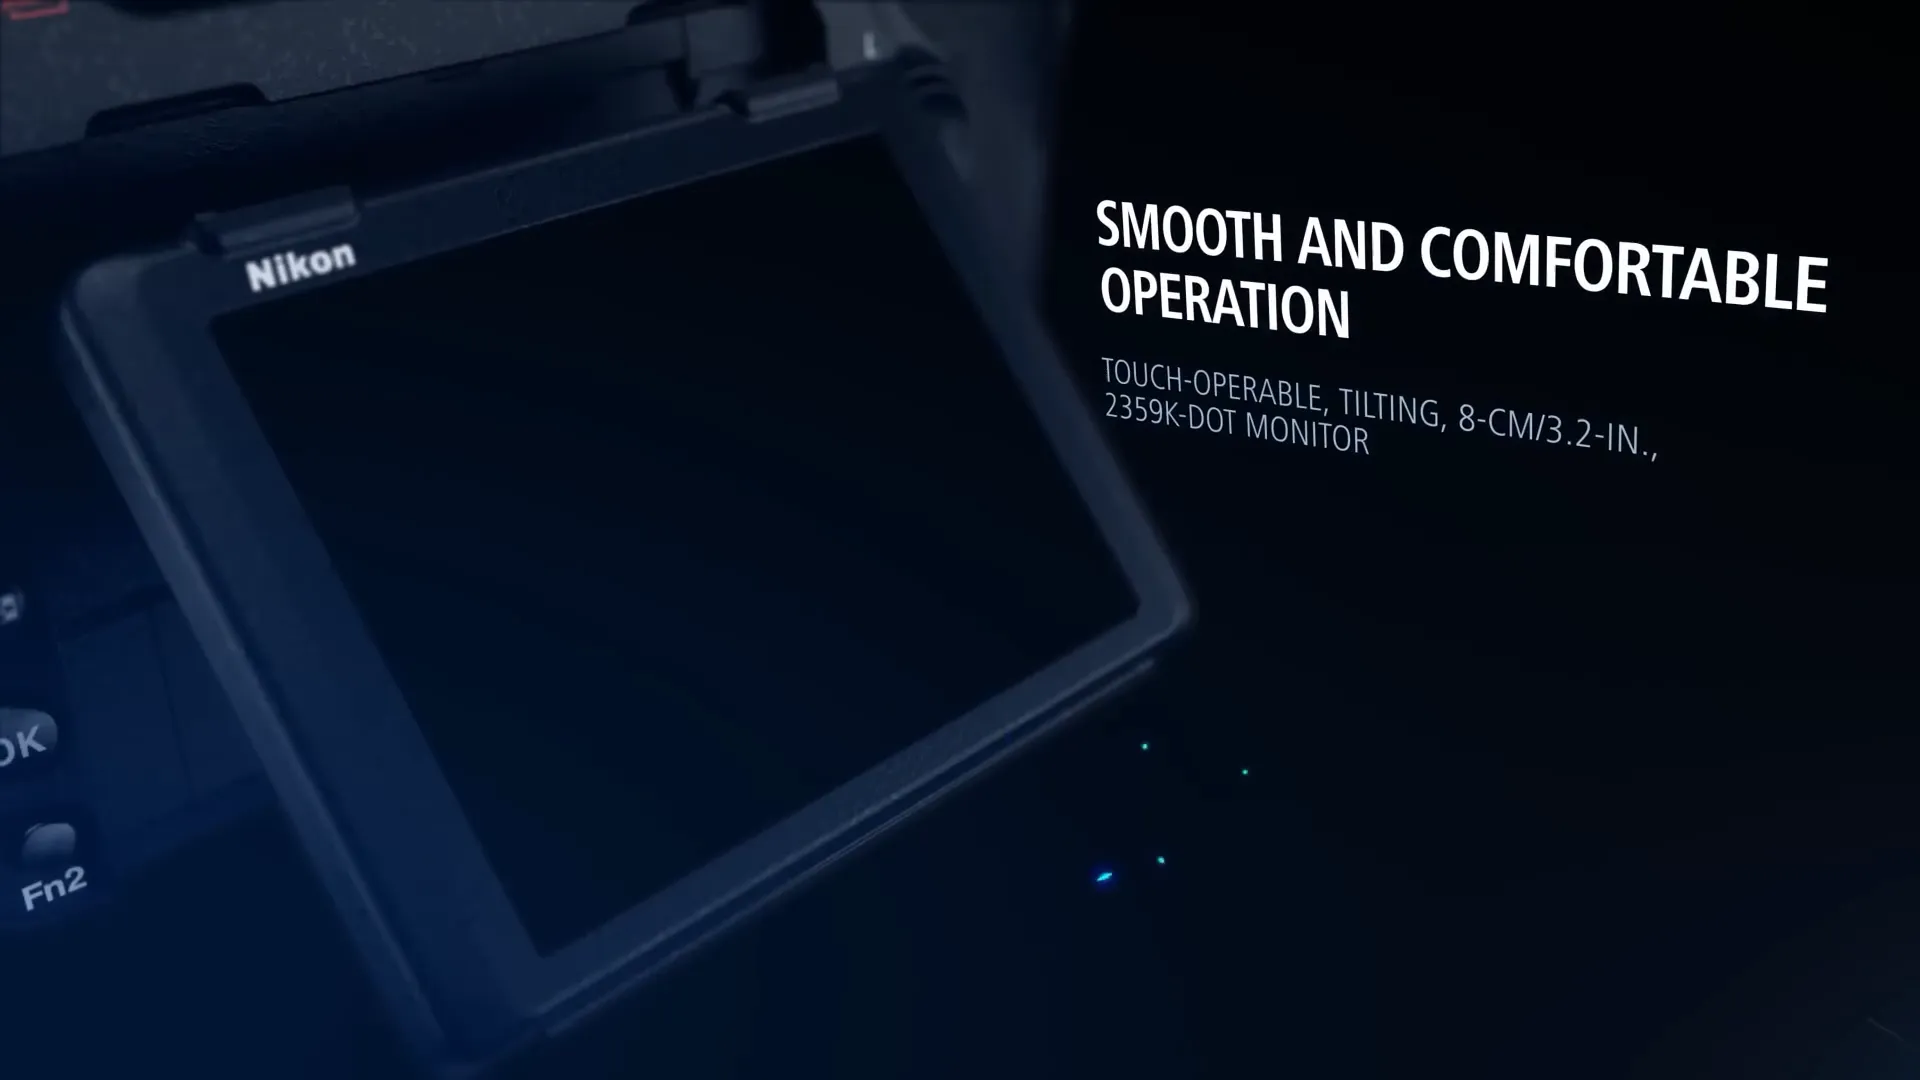 L
Nikon
SMOOTH AND COMFORTABLE
OPERATION
TOUCH-OPERABLE, TILTING, 8-CM/3.2-IN.,
2359K-DOT MONITOR
OK
Fn2